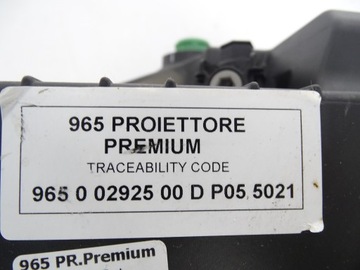 965 PROIETTORE
PREMIUM
TRACEABILITY CODE
965 0 02925 00 D P05 5021
965 PR.Premium